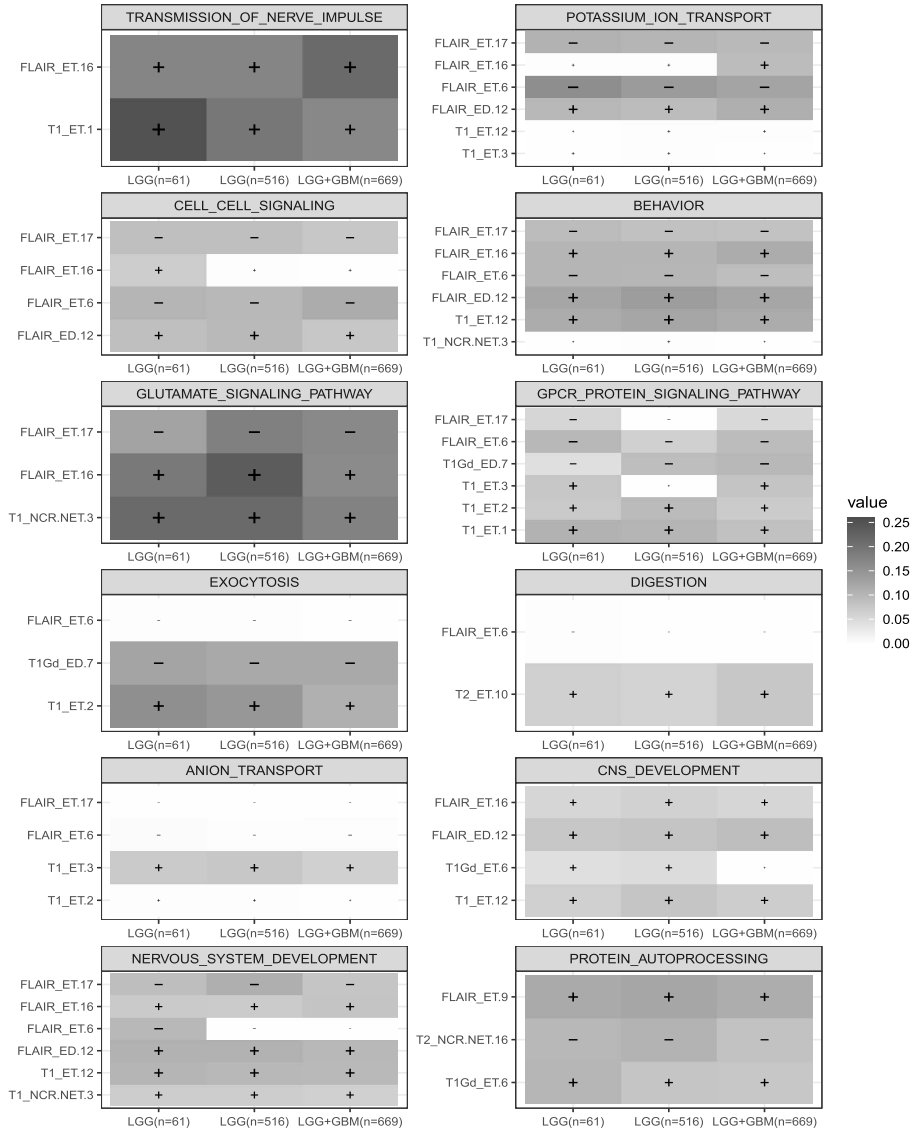 TRANSMISSION_OF_NERVE_IMPULSE
FLAIR_ET.16
T1_ET.1
LGG(n=61) LGG(n=516) LGG+GBM(n=669)
POTASSIUM_ION_TRANSPORT
FLAIR_ET.17
FLAIR_ET.16
FLAIR_ET.6
FLAIR_ED.12
T1_ET.12
T1_ET.3
LGG(n=61) LGG(n=516) LGG+GBM(n=669)
CELL_CELL_SIGNALING
FLAIR_ET.17
FLAIR_ET.16
FLAIR_ET.6
FLAIR_ED.12
LGG(n=61) LGG(n=516) LGG+GBM(n=669)
BEHAVIOR
FLAIR_ET.17
FLAIR_ET.16
FLAIR_ET.6
FLAIR_ED.12
T1_ET.12
T1_NCR.NET.3
LGG(n=61) LGG(n=516) LGG+GBM(n=669)
GLUTAMATE_SIGNALING_PATHWAY
FLAIR_ET.17
FLAIR_ET.16
T1_NCR.NET.3
LGG(n=61) LGG(n=516) LGG+GBM(n=669)
GPCR_PROTEIN_SIGNALING_PATHWAY
FLAIR_ET.17
FLAIR_ET.6
T1Gd_ED.7
T1_ET.3
T1_ET.2
T1_ET.1
LGG(n=61) LGG(n=516) LGG+GBM(n=669)
EXOCYTOSIS
FLAIR_ET.6
T1Gd_ED.7
T1_ET.2
LGG(n=61) LGG(n=516) LGG+GBM(n=669)
DIGESTION
FLAIR_ET.6
T2_ET.10
LGG(n=61) LGG(n=516) LGG+GBM(n=669)
ANION_TRANSPORT
FLAIR_ET.17
FLAIR_ET.6
T1_ET.3
T1_ET.2
LGG(n=61) LGG(n=516) LGG+GBM(n=669)
CNS_DEVELOPMENT
FLAIR_ET.16
FLAIR_ED.12
T1Gd_ET.6
T1_ET.12
LGG(n=61) LGG(n=516) LGG+GBM(n=669)
NERVOUS_SYSTEM_DEVELOPMENT
FLAIR_ET.17
FLAIR_ET.16
FLAIR_ET.6
FLAIR_ED.12
T1_ET.12
T1_NCR.NET.3
LGG(n=61) LGG(n=516) LGG+GBM(n=669)
PROTEIN_AUTOPROCESSING
FLAIR_ET.9
T2_NCR.NET.16
T1Gd_ET.6
LGG(n=61) LGG(n=516) LGG+GBM(n=669)
value
0.25
0.20
0.15
0.10
0.05
0.00